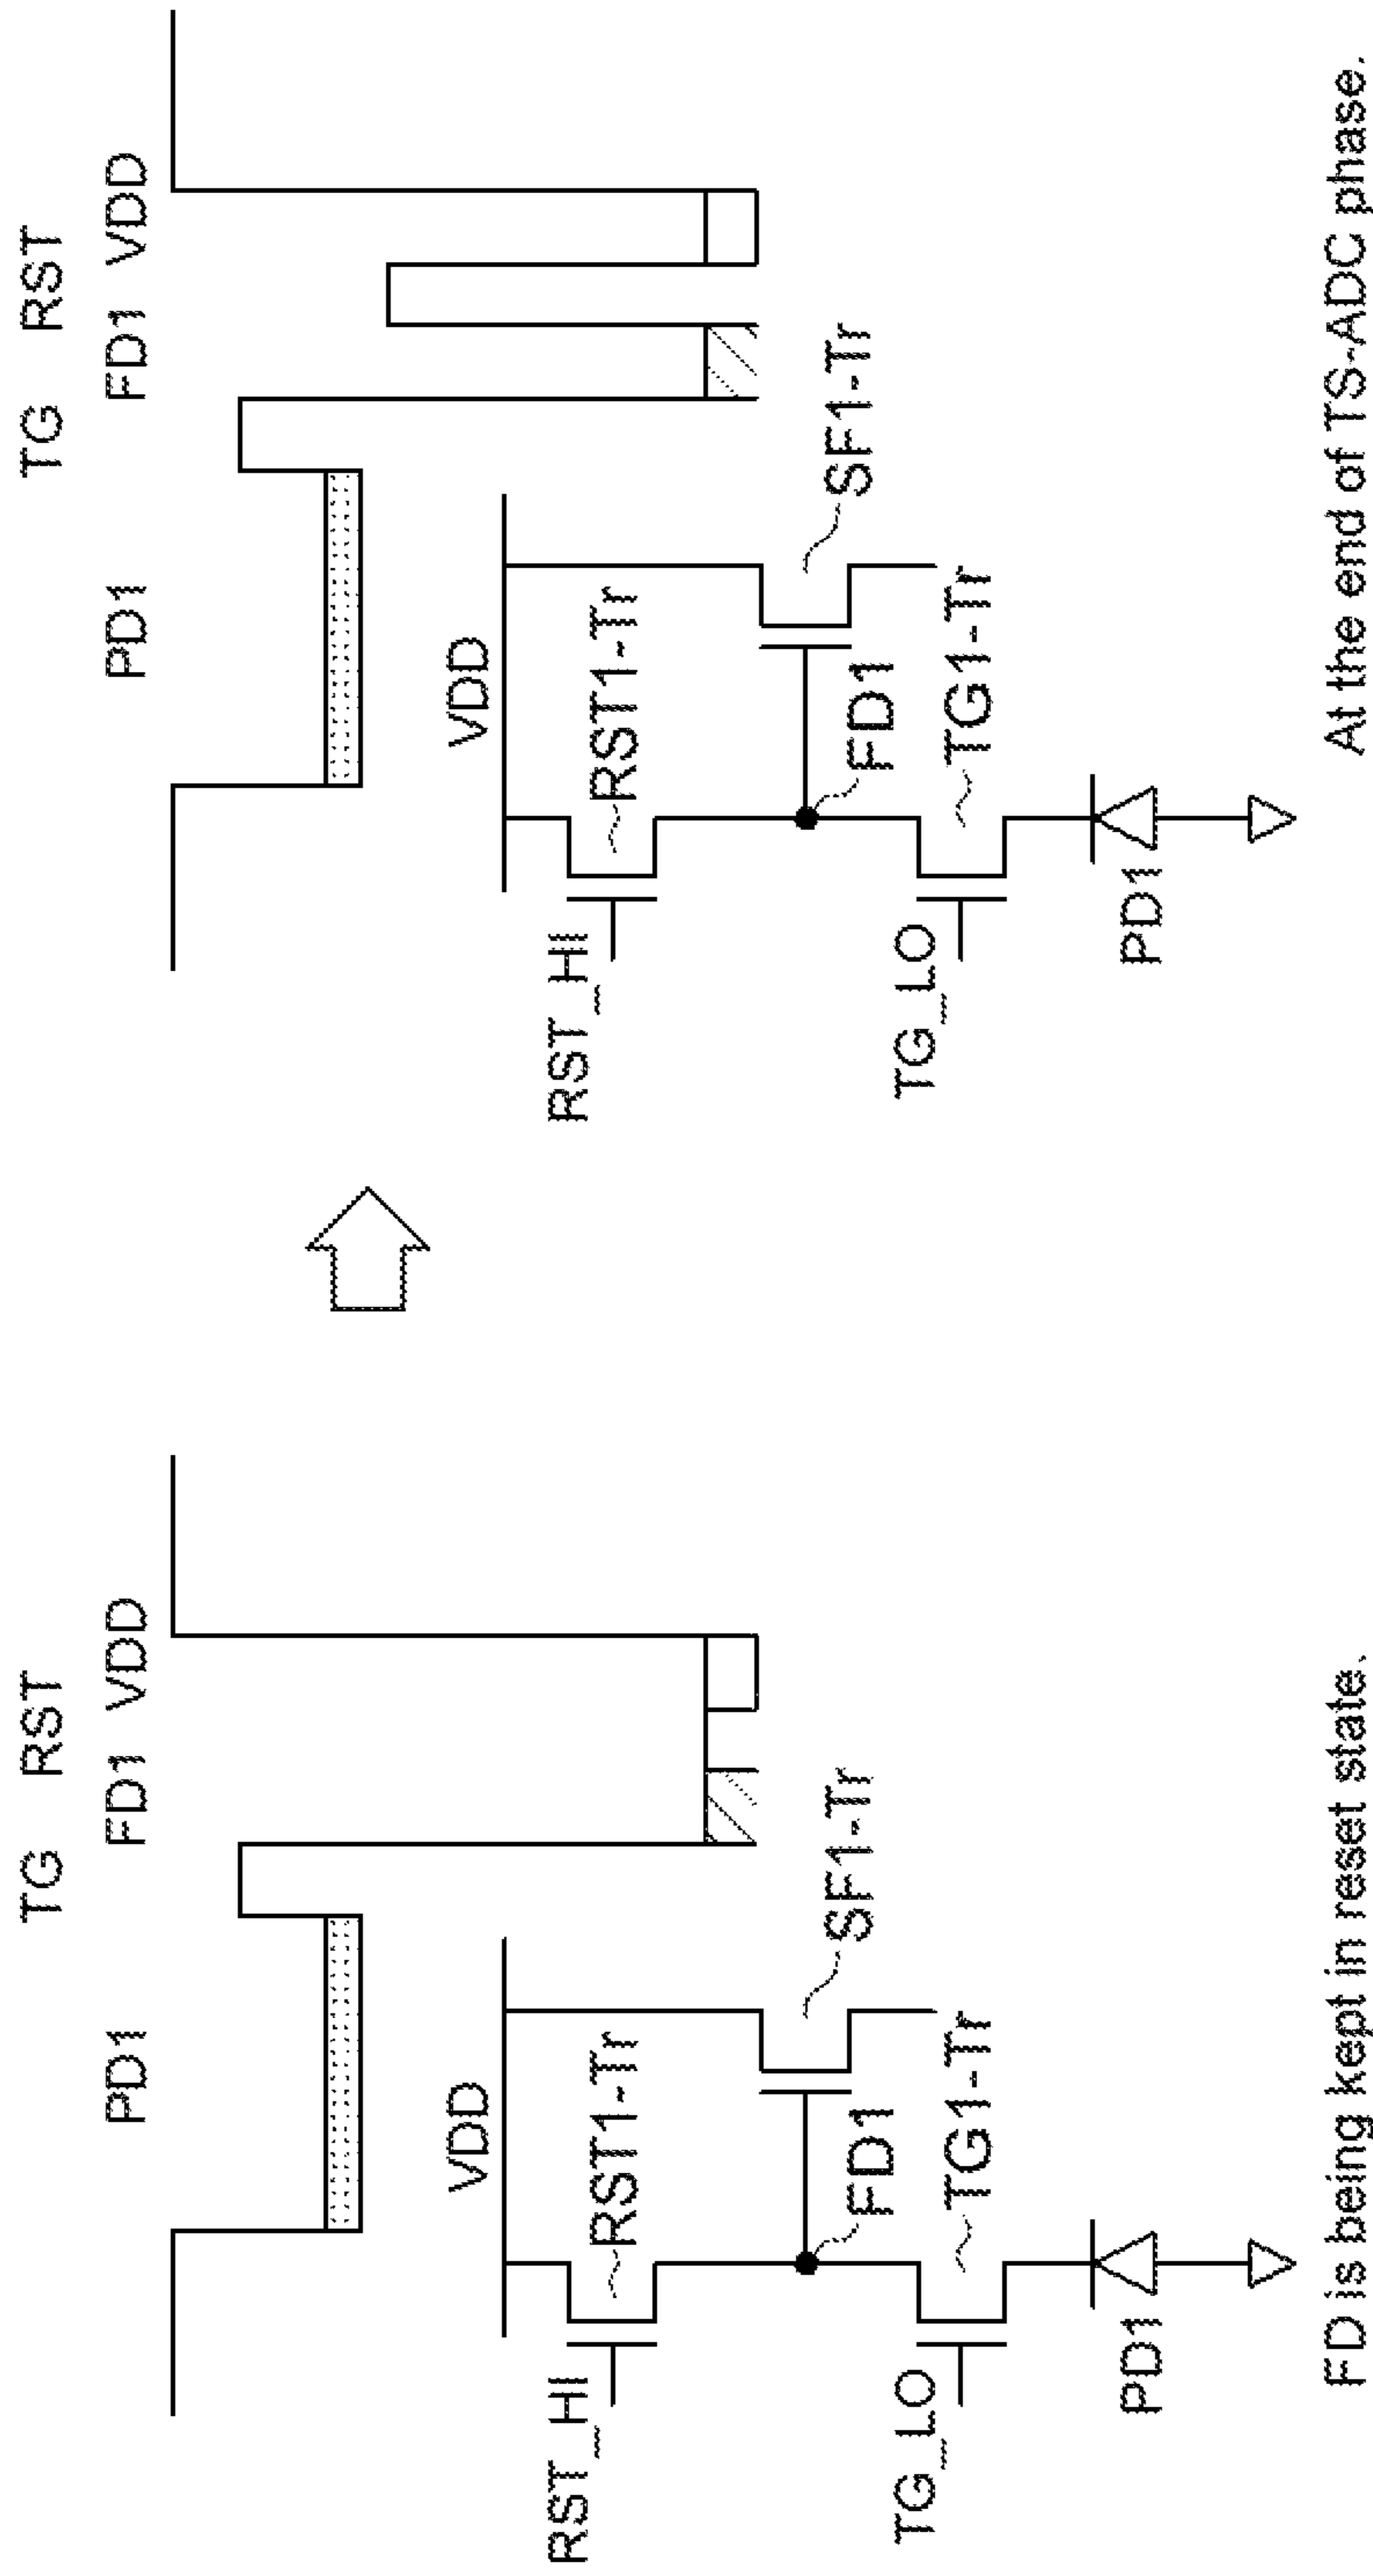 TG RST
PD1 FD1 VDD
VDD
RST_HI
RST1-Tr
SF1-Tr
FD1
TG_LO
TG1-Tr
PD1
FD is being kept in reset state.
TG RST
PD1 FD1 VDD
VDD
RST_HI
RST1-Tr
SF1-Tr
FD1
TG_LO
TG1-Tr
PD1
At the end of TS-ADC phase.